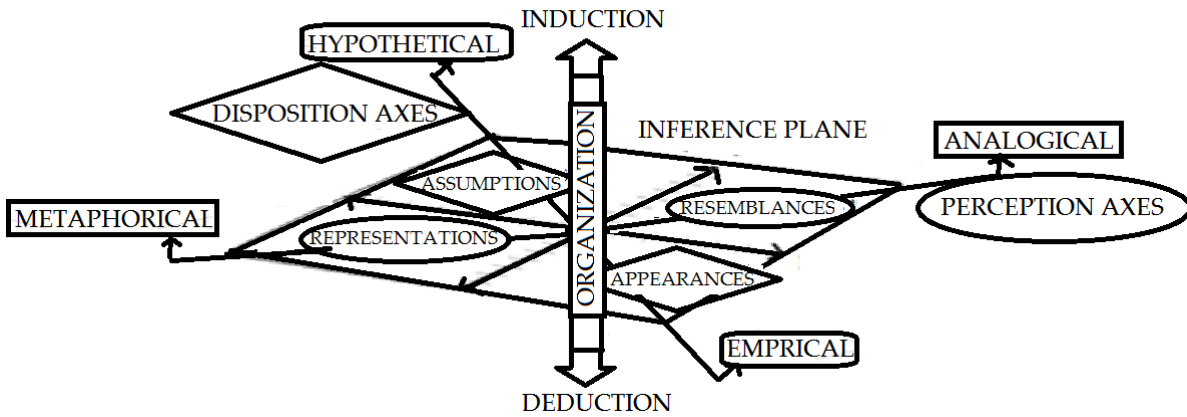 INDUCTION
HYPOTHETICAL
DISPOSITION AXES
INFERENCE PLANE
ANALOGICAL
ASSUMPTIONS
RESEMBLANCES
PERCEPTION AXES
METAPHORICAL
REPRESENTATIONS
ORGANIZATION
APPEARANCES
EMPRICAL
DEDUCTION